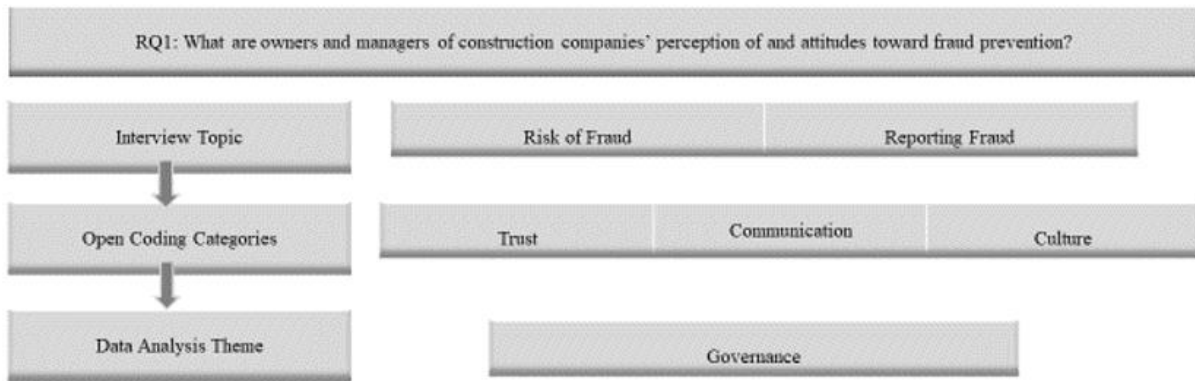 RQ1: What are owners and managers of construction companies’ perception of and attitudes toward fraud prevention?
Interview Topic
Risk of Fraud
Reporting Fraud
Open Coding Categories
Trust
Communication
Culture
Data Analysis Theme
Governance